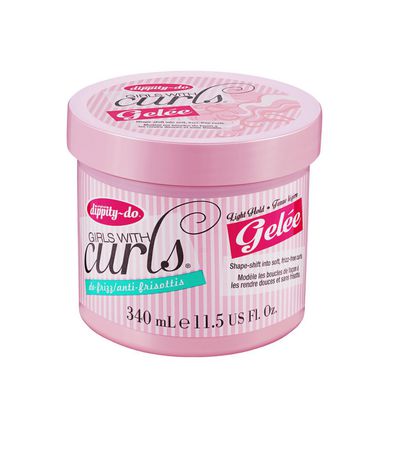 dippity-do
GIRLS WITH
curls
Gelée
dippity-do
GIRLS WITH
curls®
de-frizz/anti-frisottis
Light Hold • Tenue légère
Gelée
Shape-shift into soft, frizz-free curls
Modèle les boucles de façon à
les rendre douces et sans frisottis
340 mL e 11.5 US Fl. Oz.